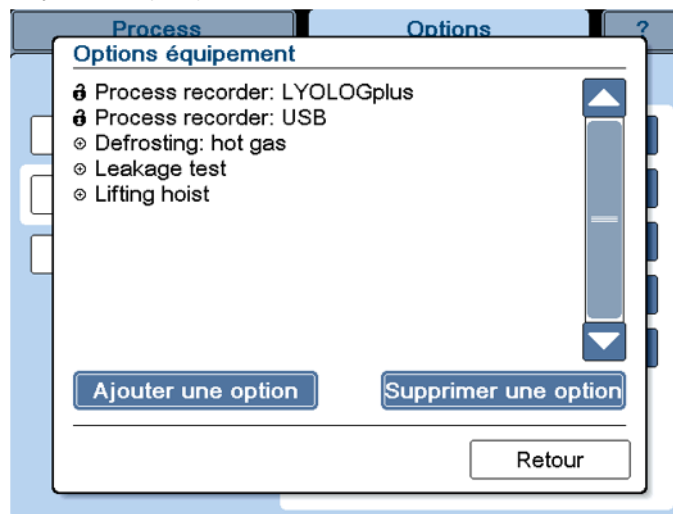 Process
Options
?
Options équipement
Process recorder: LYOLOGplus
Process recorder: USB
Defrosting: hot gas
Leakage test
Lifting hoist
Ajouter une option
Supprimer une option
Retour